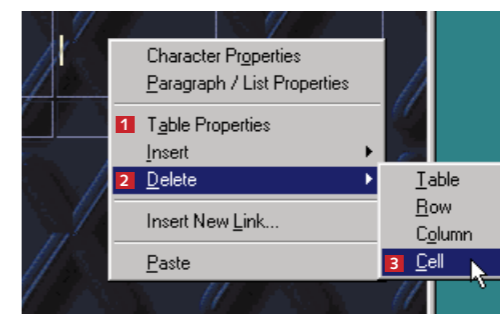 Character Properties
Paragraph / List Properties
1 Table Properties
Insert
2 Delete
Insert New Link...
Paste
Table
Row
Column
3 Cell